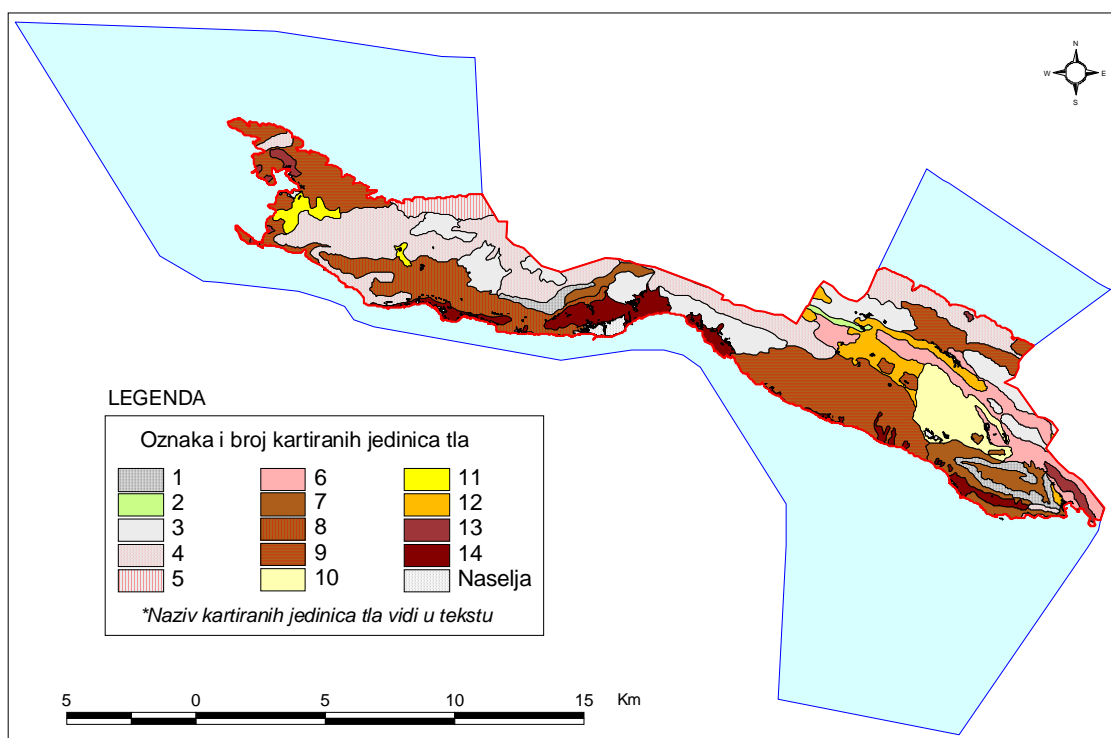 N
W E
S
LEGENDA
Oznaka i broj kartiranih jedinica tla
1 6 11
2 7 12
3 8 13
4 9 14
5 10 Naselja
*Naziv kartiranih jedinica tla vidi u tekstu
5 0 5 10 15 Km